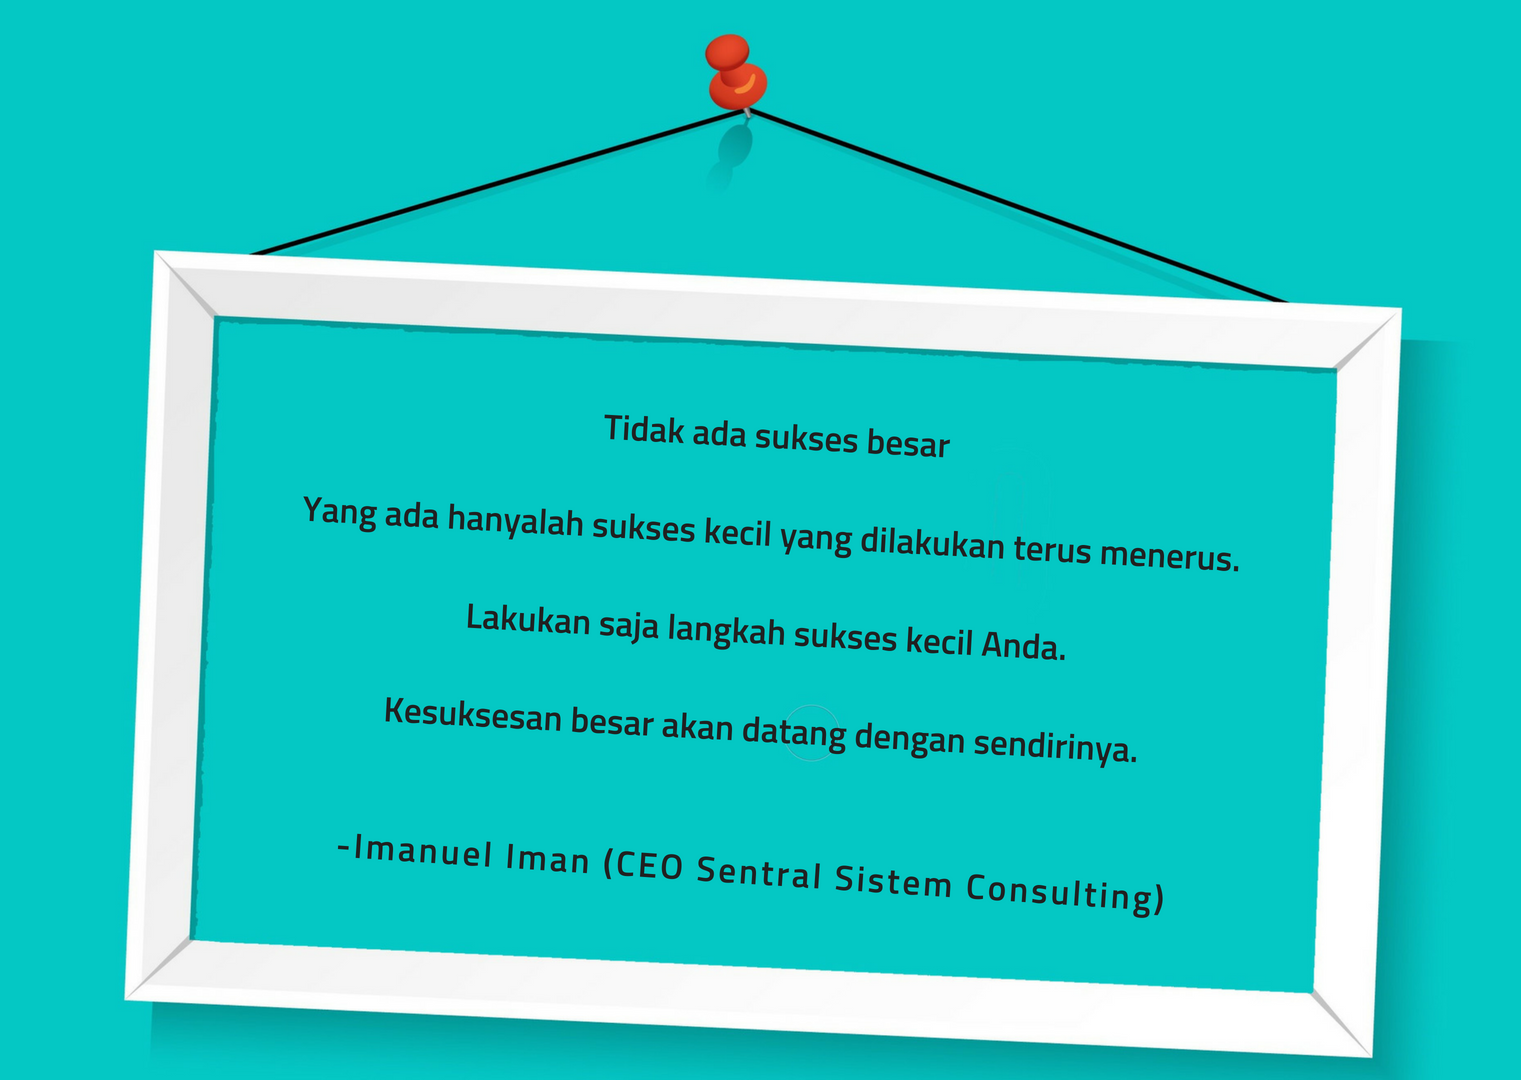 Tidak ada sukses besar
Yang ada hanyalah sukses kecil yang dilakukan terus menerus.
Lakukan saja langkah sukses kecil Anda.
Kesuksesan besar akan datang dengan sendirinya.
-Imanuel Iman (CEO Sentral Sistem Consulting)